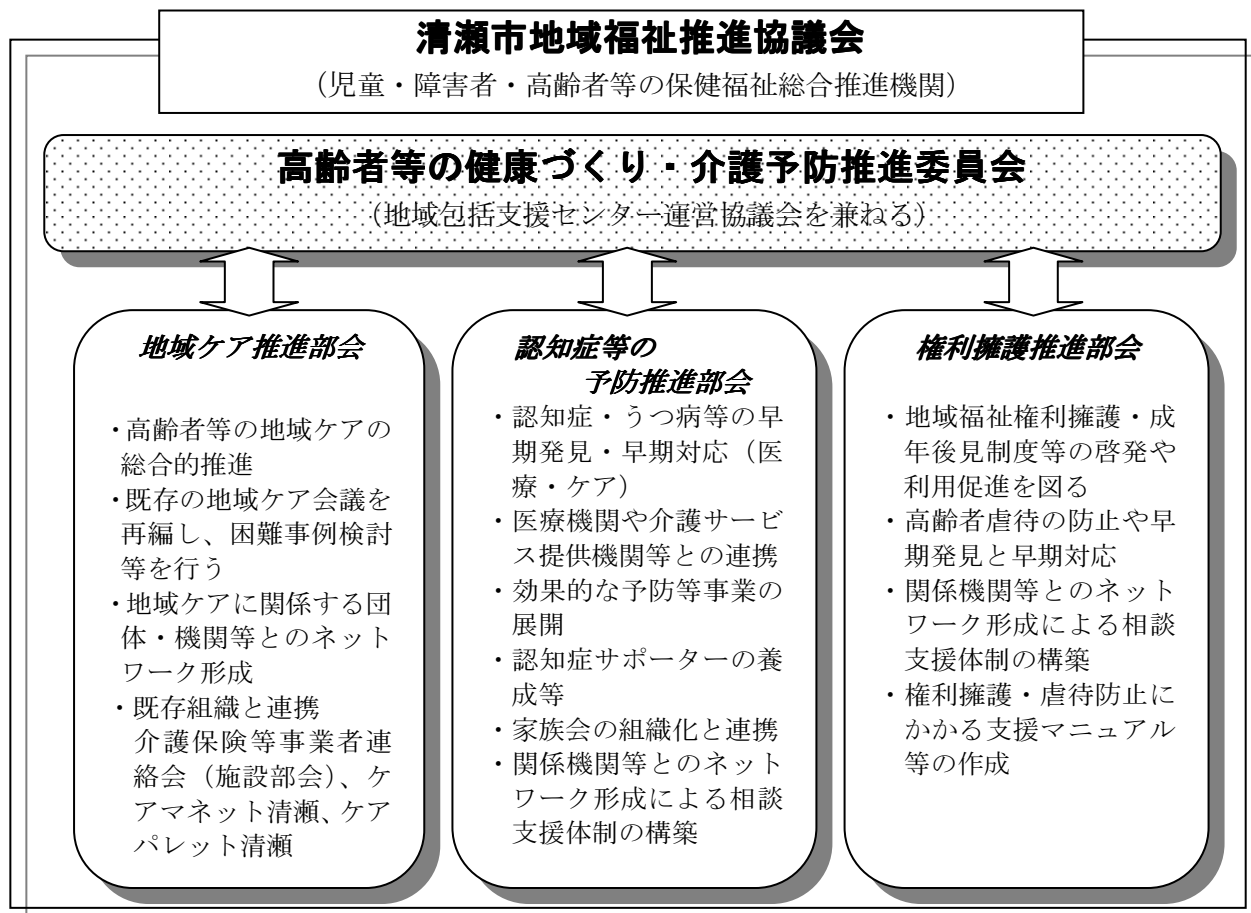 清瀬市地域福祉推進協議会
（児童・障害者・高齢者等の保健福祉総合推進機関）
高齢者等の健康づくり・介護予防推進委員会
（地域包括支援センター運営協議会を兼ねる）
地域ケア推進部会
・高齢者等の地域ケアの
総合的推進
・既存の地域ケア会議を
再編し、困難事例検討
等を行う
・地域ケアに関係する団
体・機関等とのネット
ワーク形成
・既存組織と連携
介護保険等事業者連
絡会（施設部会）、ケ
アマネット清瀬、ケア
パレット清瀬
認知症等の
予防推進部会
・認知症・うつ病等の早
期発見・早期対応（医
療・ケア）
・医療機関や介護サービ
ス提供機関等との連携
・効果的な予防等事業の
展開
・認知症サポーターの養
成等
・家族会の組織化と連携
・関係機関等とのネット
ワーク形成による相談
支援体制の構築
権利擁護推進部会
・地域福祉権利擁護・成
年後見制度等の啓発や
利用促進を図る
・高齢者虐待の防止や早
期発見と早期対応
・関係機関等とのネット
ワーク形成による相談
支援体制の構築
・権利擁護・虐待防止に
かかる支援マニュアル
等の作成